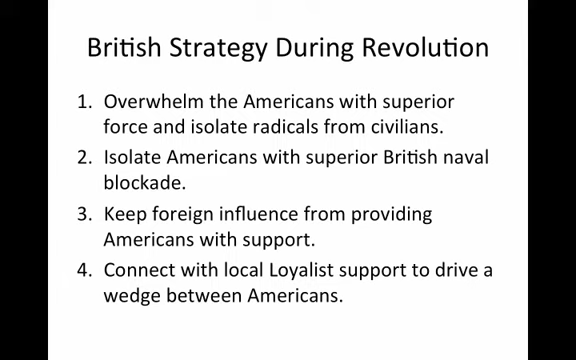 British Strategy During Revolution
1. Overwhelm the Americans with superior
force and isolate radicals from civilians.
2. Isolate Americans with superior British naval
blockade.
3. Keep foreign influence from providing
Americans with support.
4. Connect with local Loyalist support to drive a
wedge between Americans.